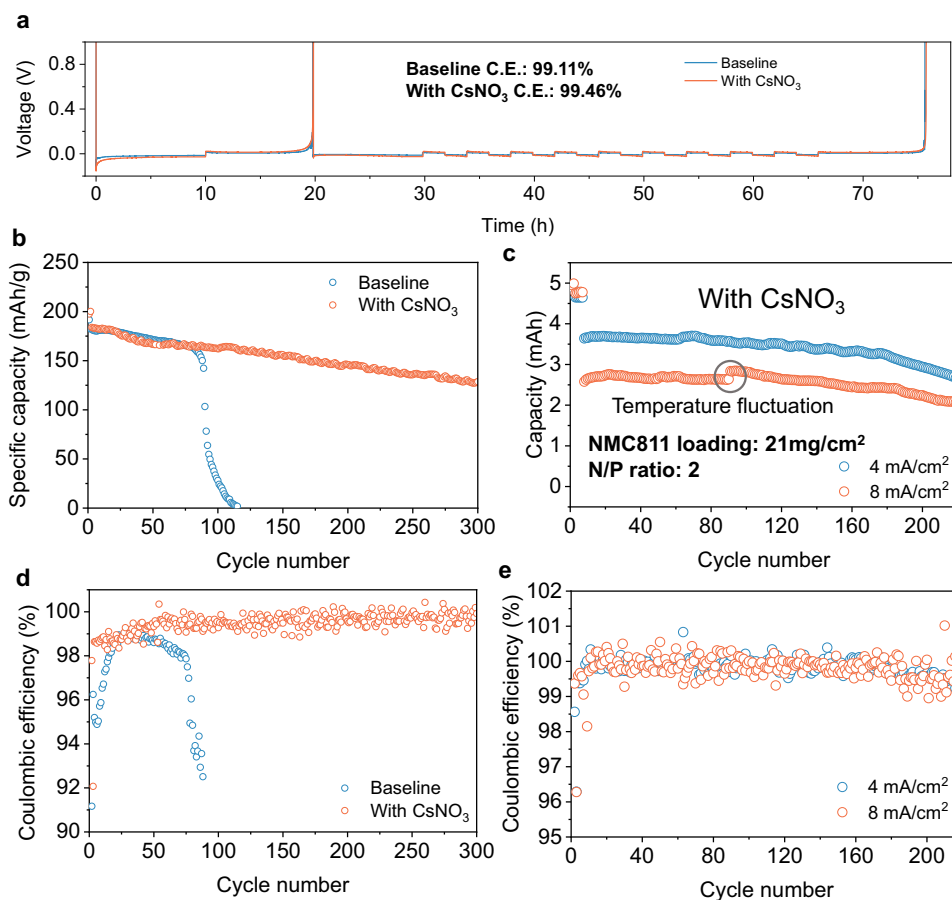 a
Voltage (V)
0.8
0.4
0.0
Baseline C.E.: 99.11%
With CsNO₃ C.E.: 99.46%
Baseline
With CsNO₃
0 10 20 30 40 50 60 70
Time (h)
b
Specific capacity (mAh/g)
250
200
150
100
50
0
Baseline
With CsNO₃
0 50 100 150 200 250 300
Cycle number
c
Capacity (mAh)
5
4
3
2
1
0
With CsNO₃
Temperature fluctuation
NMC811 loading: 21mg/cm²
N/P ratio: 2
4 mA/cm²
8 mA/cm²
0 40 80 120 160 200
Cycle number
d
Coulombic efficiency (%)
100
98
96
94
92
90
Baseline
With CsNO₃
0 50 100 150 200 250 300
Cycle number
e
Coulombic efficiency (%)
102
101
100
99
98
97
96
95
4 mA/cm²
8 mA/cm²
0 40 80 120 160 200
Cycle number